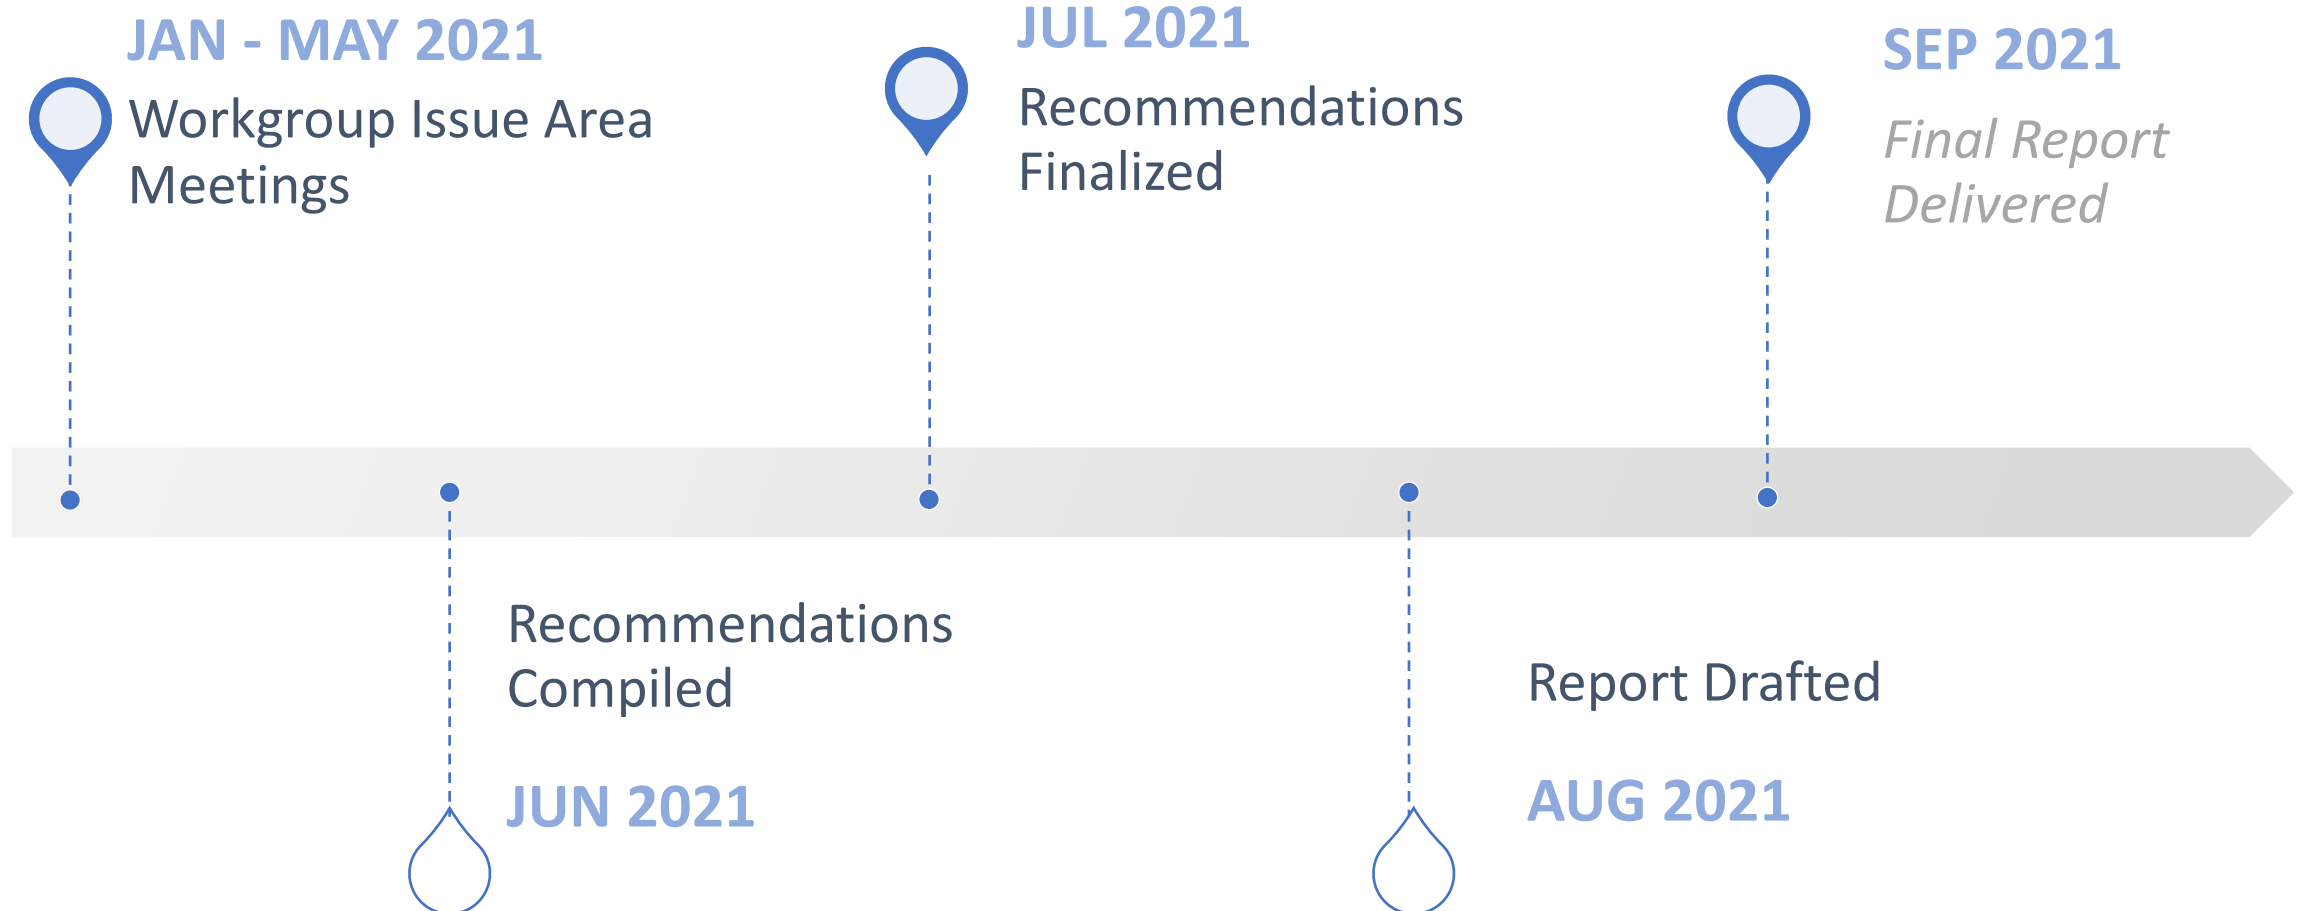 JAN - MAY 2021
Workgroup Issue Area
Meetings
JUL 2021
Recommendations
Finalized
SEP 2021
Final Report
Delivered
Recommendations
Compiled
JUN 2021
Report Drafted
AUG 2021